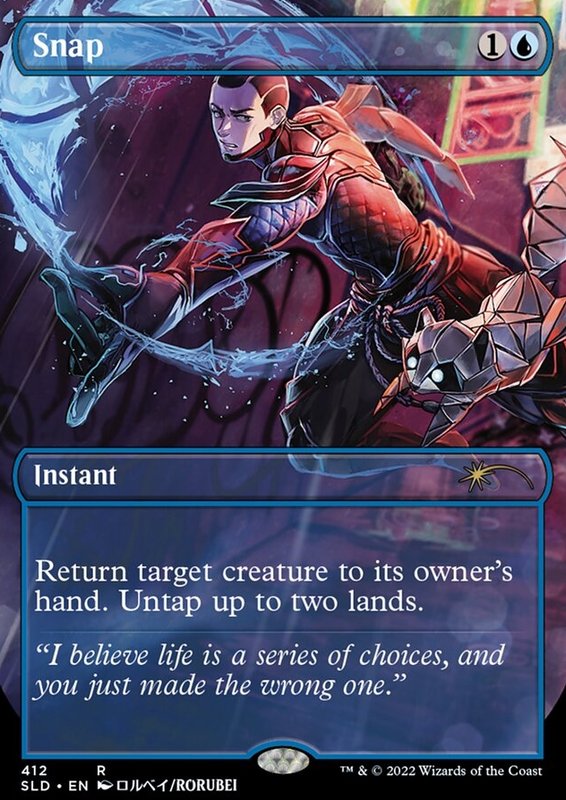 Snap 1
Instant
Return target creature to its owner's
hand. Untap up to two lands.
“I believe life is a series of choices, and
you just made the wrong one.”
412 R
SLD • EN ロルベイ/RORUBEI
™ & © 2022 Wizards of the Coast